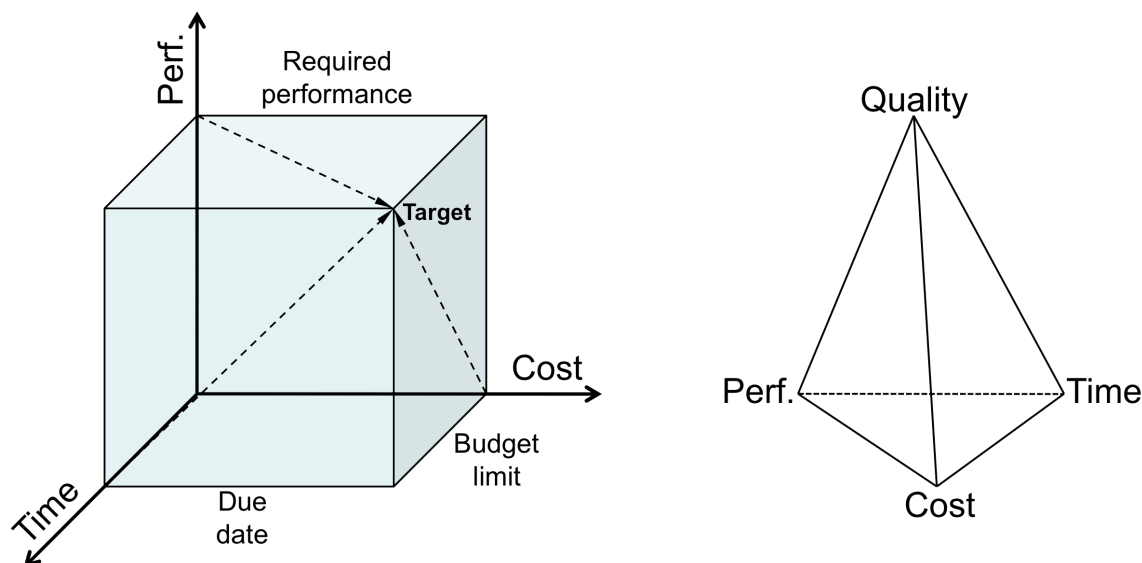 Perf.
Required
performance
Target
Cost
Budget
limit
Due
date
Time
Quality
Perf.
Time
Cost